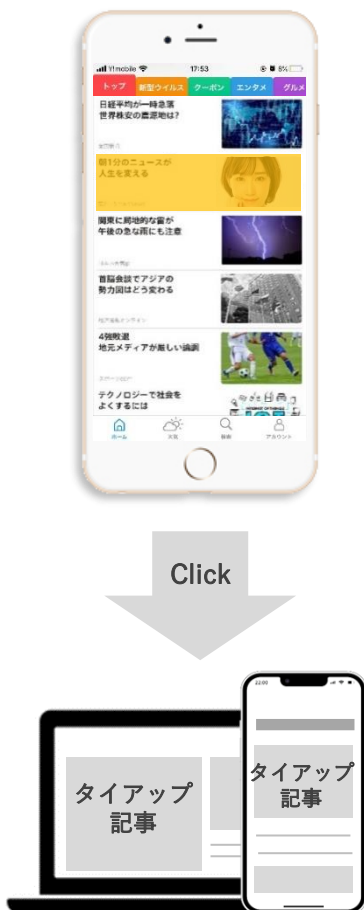 Y!mobile 17:53 8%
トップ 新型ウイルス クーポン エンタメ グルメ
日経平均が一時急落
世界株安の震源地は?
朝1分のニュースが
人生を変える
関東に局地的な雷が
午後の急な雨にも注意
首脳会談でアジアの
勢力図はどう変わる
4強敗退
地元メディアが厳しい論調
テクノロジーで社会を
よくするには
INTERNET OF THINGS
ホーム 天気 検索 アカウント
Click
22:00
タイアップ
記事
タイアップ
記事